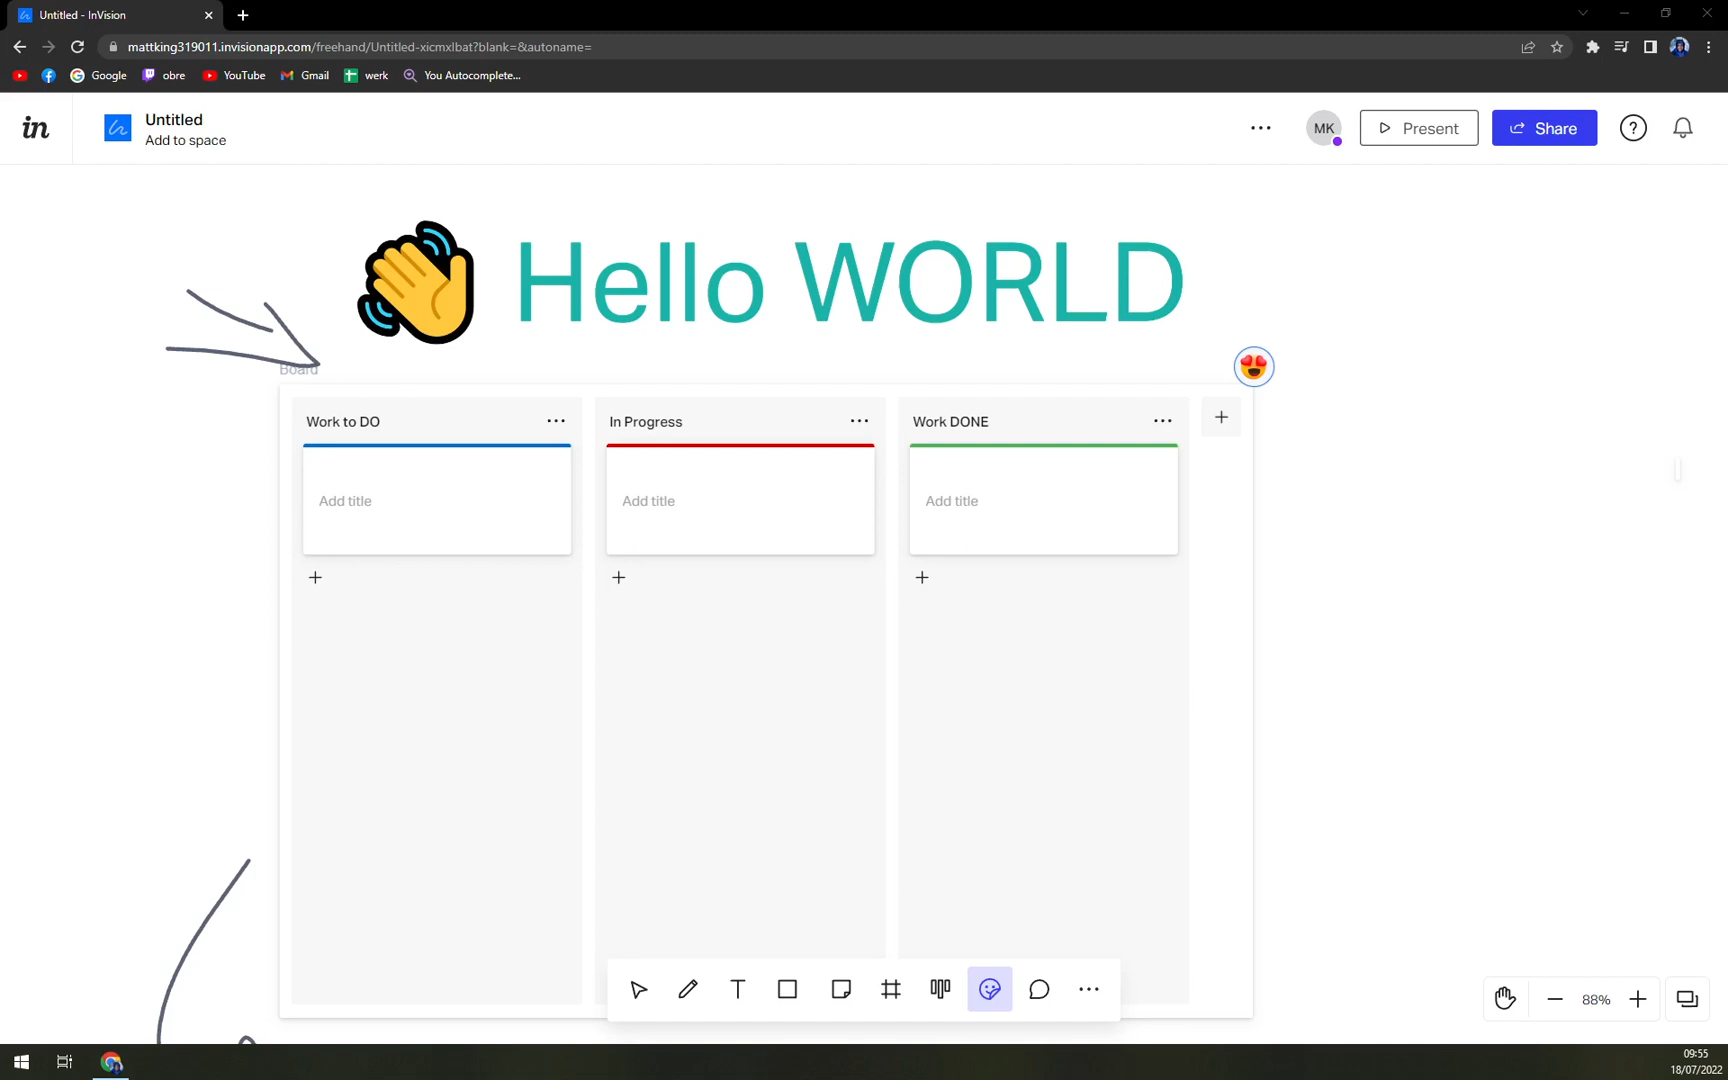 Untitled - InVision
mattking319011.invisionapp.com/freehand/Untitled-xicmxlbat?blank=&autoname=
Google obre YouTube Gmail werk You Autocomplete...
in
Untitled
Add to space
MK
Present
Share
?
Hello WORLD
Board
Work to DO
In Progress
Work DONE
Add title
Add title
Add title
88%
09:55
18/07/2022